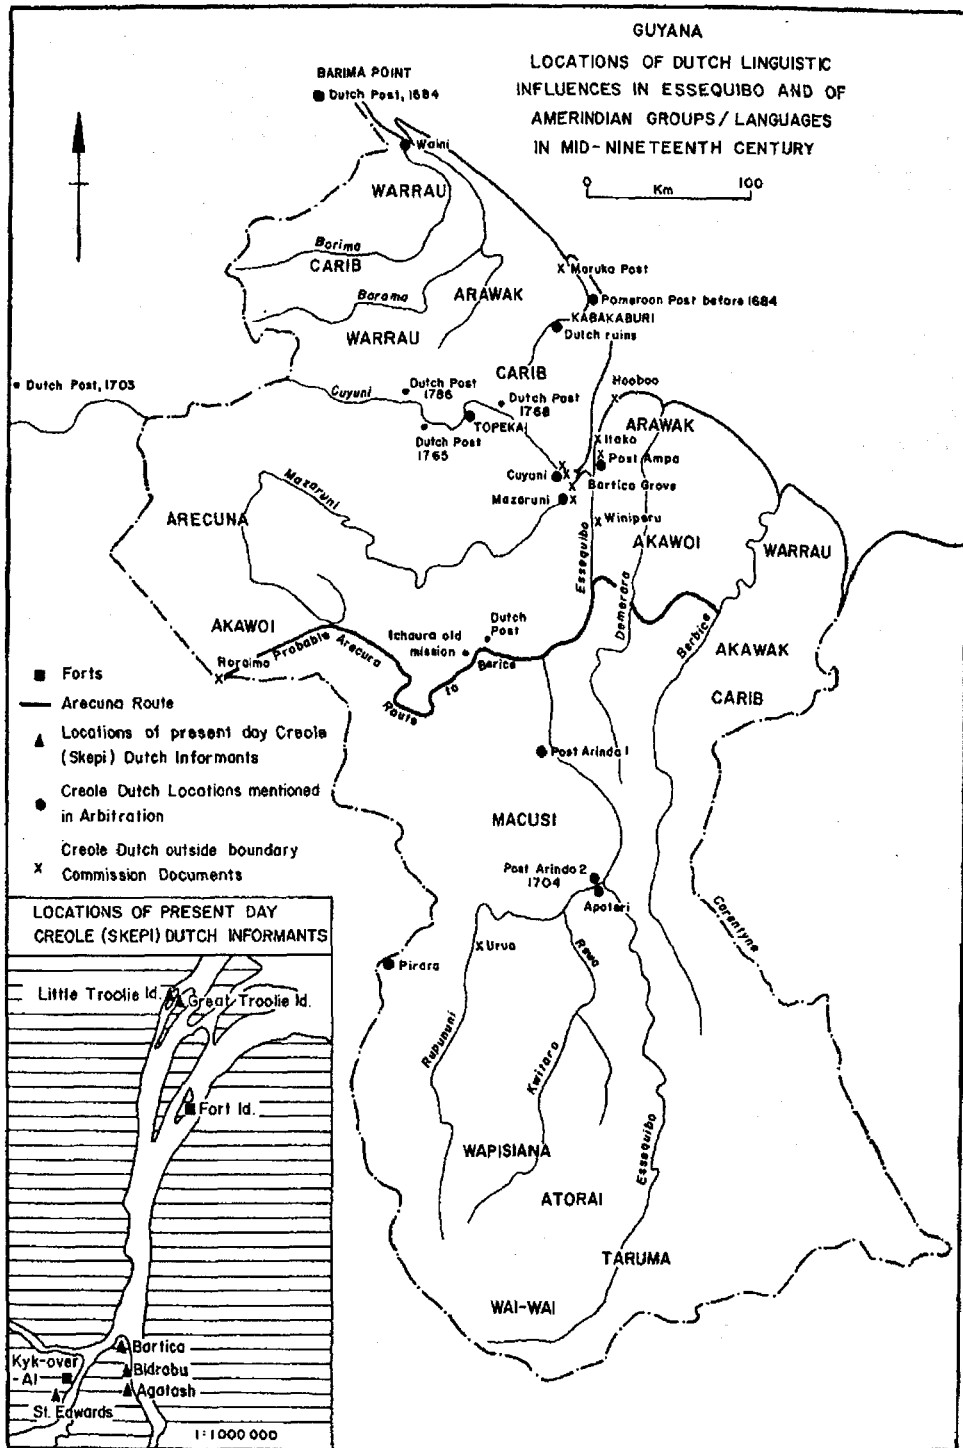 GUYANA
LOCATIONS OF DUTCH LINGUISTIC
INFLUENCES IN ESSEQUIBO AND OF
AMERINDIAN GROUPS/LANGUAGES
IN MID-NINETEENTH CENTURY
0 Km 100
BARIMA POINT
Dutch Post, 1684
Waini
WARRAU
Barima
CARIB
Barama
ARAWAK
WARRAU
Moruka Post
Pomeroon Post before 1684
KABAKABURI
Dutch ruins
CARIB
Dutch Post, 1703
Cuyuni
Dutch Post
1786
Dutch Post
1768
TOPEKA
Dutch Post
1765
Hooboo
ARAWAK
Itako
Post Ampa
Cuyuni
Bartica Grove
Mazaruni
Mazaruni
Winiperu
ARECUNA
AKAWOI
WARRAU
Essequibo
Demerara
Berbice
AKAWOI
Roraima
Probable Arecura
Route to Berice
Ichaura old
mission
Dutch
Post
AKAWAK
CARIB
Forts
Arecuna Route
Locations of present day Creole
(Skepi) Dutch Informants
Creole Dutch Locations mentioned
in Arbitration
Creole Dutch outside boundary
x Commission Documents
Post Arinda 1
MACUSI
Post Arinda 2
1704
Apoteri
Corentyne
Urua
Rewa
Pirara
Rupununi
Kwitaro
Essequibo
WAPISIANA
ATORAI
TARUMA
WAI-WAI
LOCATIONS OF PRESENT DAY
CREOLE (SKEPI) DUTCH INFORMANTS
Little Troolie Id.
Great Troolie Id.
Fort Id.
Bartica
Kyk-over
-Al
Bidrabu
Agatash
St. Edwards
1:1000 000